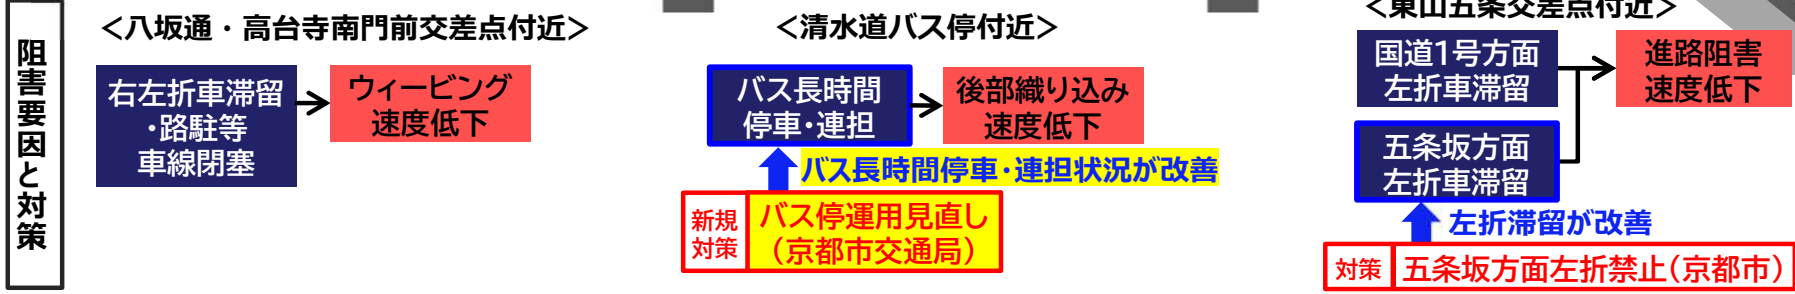 阻害要因と対策
＜八坂通・高台寺南門前交差点付近＞
右左折車滞留
・路駐等
車線閉塞
ウィービング
速度低下
＜清水道バス停付近＞
バス長時間
停車・連担
後部織り込み
速度低下
バス長時間停車・連担状況が改善
新規
対策
バス停運用見直し
（京都市交通局）
＜東山五条交差点付近＞
国道1号方面
左折車滞留
進路阻害
速度低下
五条坂方面
左折車滞留
左折滞留が改善
対策
五条坂方面左折禁止（京都市）